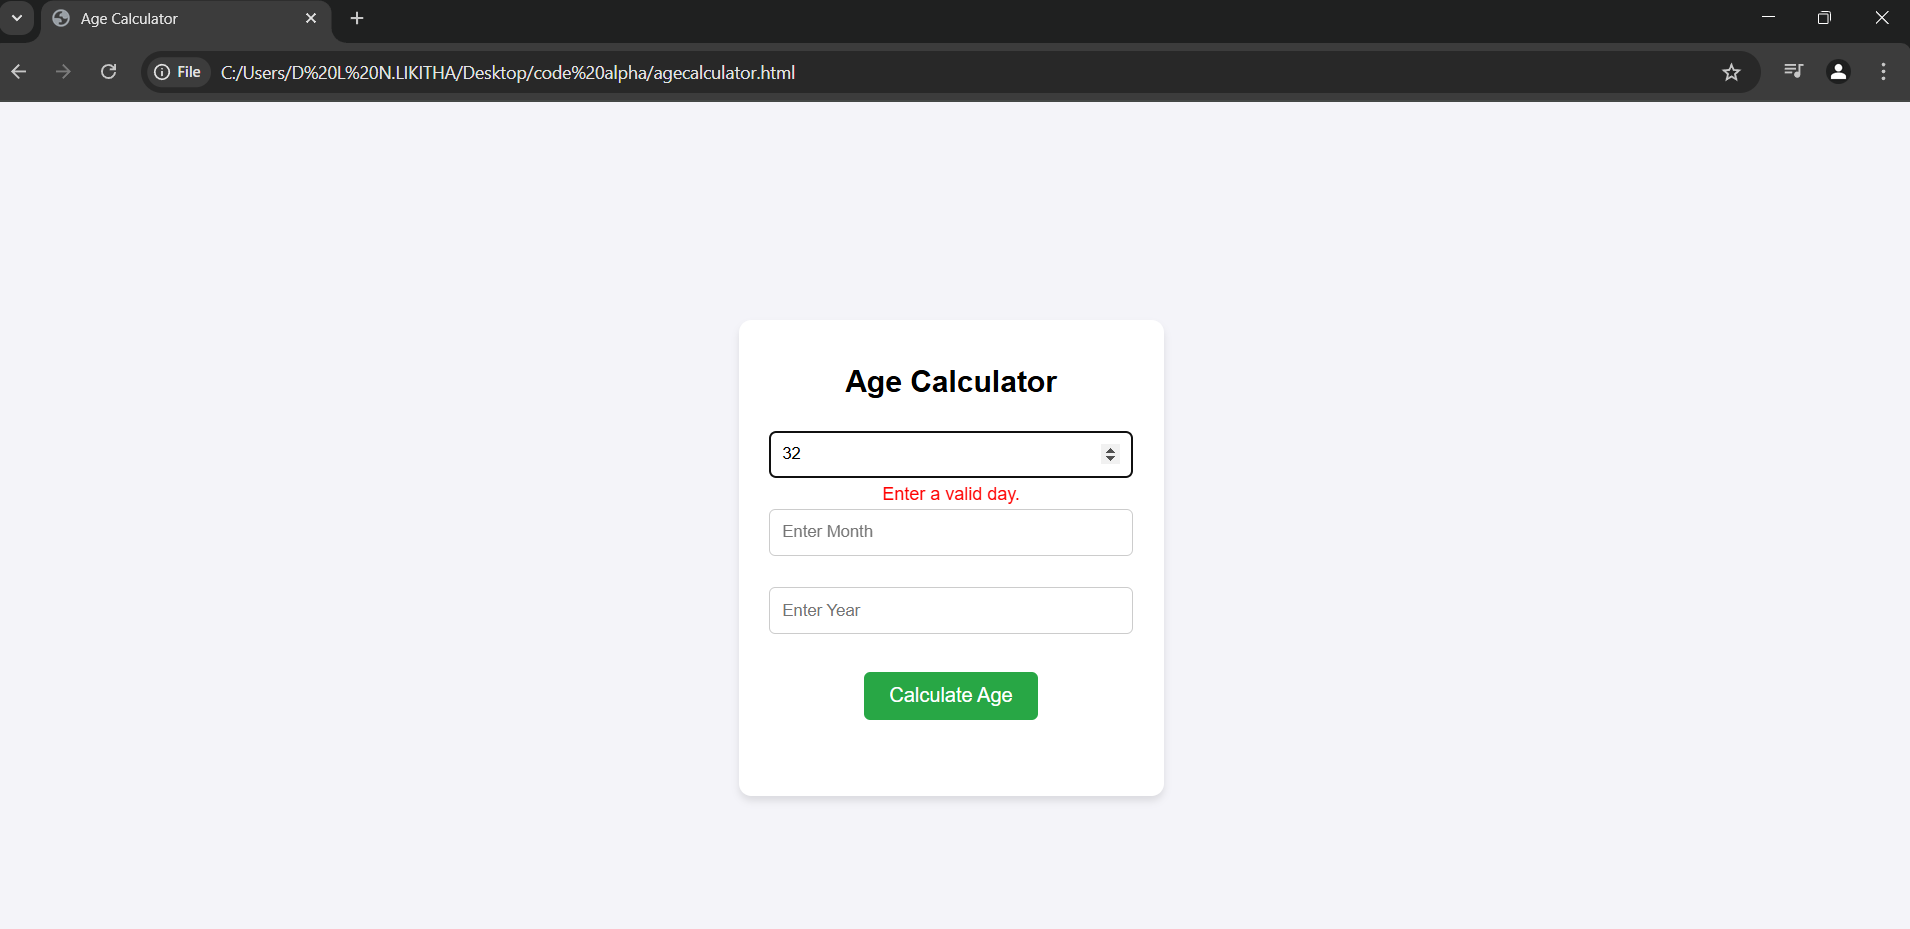 Age Calculator
File C:/Users/D%20L%20N.LIKITHA/Desktop/code%20alpha/agecalculator.html
Age Calculator
32
Enter a valid day.
Enter Month
Enter Year
Calculate Age